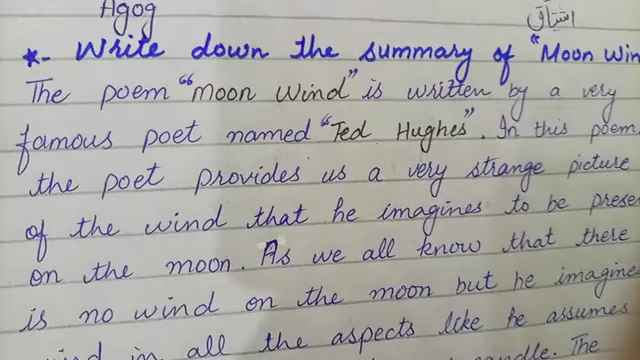 Agog اشتیاق
*- Write down the summary of "Moon Win
The poem "Moon Wind" is written by a very
famous poet named "Ted Hughes". In this poem,
the poet provides us a very strange picture
of the wind that he imagines to be prese
on the moon. As we all know that there
is no wind on the moon but he imagine
wind in all the aspects like he assumes
candle. The